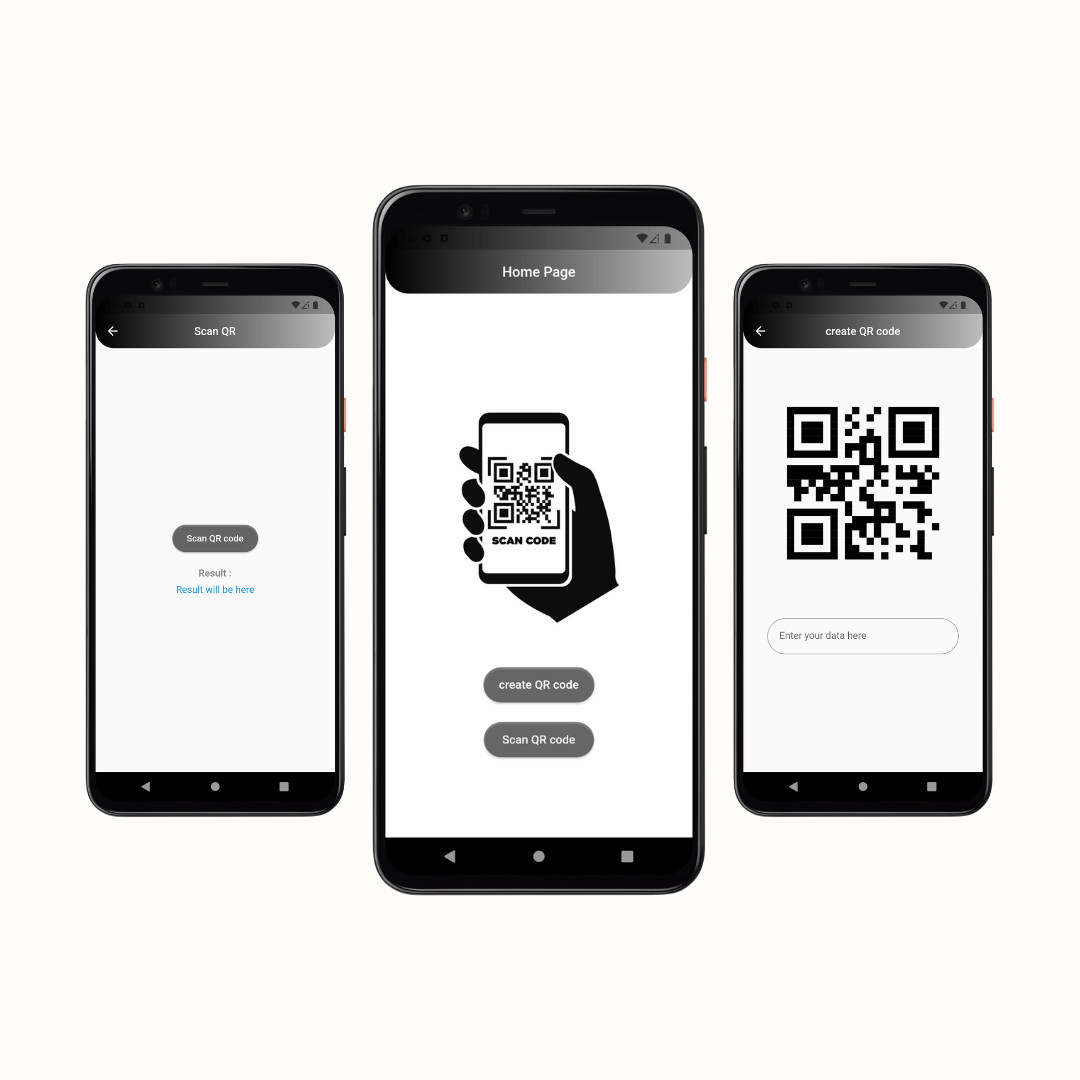 Scan QR
Scan QR code
Result :
Result will be here
Home Page
SCAN CODE
create QR code
Scan QR code
create QR code
Enter your data here